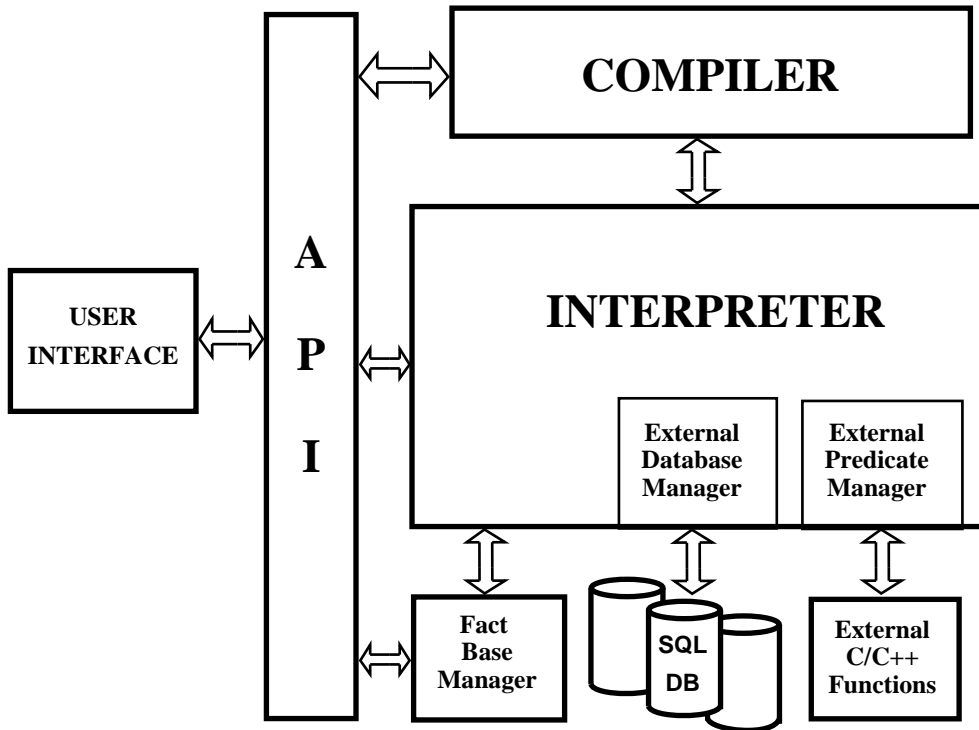 COMPILER
A
P
I
USER
INTERFACE
INTERPRETER
External
Database
Manager
External
Predicate
Manager
Fact
Base
Manager
SQL
DB
External
C/C++
Functions